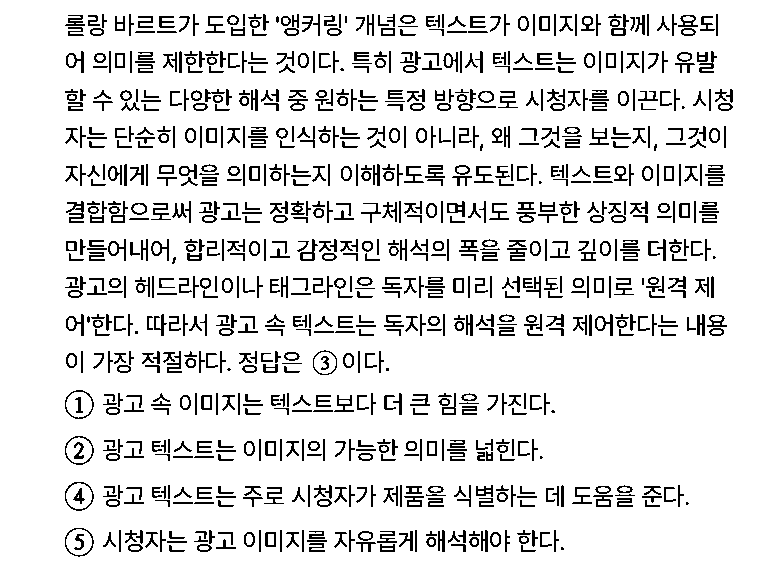 롤랑 바르트가 도입한 '앵커링' 개념은 텍스트가 이미지와 함께 사용되
어 의미를 제한한다는 것이다. 특히 광고에서 텍스트는 이미지가 유발
할 수 있는 다양한 해석 중 원하는 특정 방향으로 시청자를 이끈다. 시청
자는 단순히 이미지를 인식하는 것이 아니라, 왜 그것을 보는지, 그것이
자신에게 무엇을 의미하는지 이해하도록 유도된다. 텍스트와 이미지를
결합함으로써 광고는 정확하고 구체적이면서도 풍부한 상징적 의미를
만들어내어, 합리적이고 감정적인 해석의 폭을 줄이고 깊이를 더한다.
광고의 헤드라인이나 태그라인은 독자를 미리 선택된 의미로 '원격 제
어'한다. 따라서 광고 속 텍스트는 독자의 해석을 원격 제어한다는 내용
이 가장 적절하다. 정답은 ③이다.
① 광고 속 이미지는 텍스트보다 더 큰 힘을 가진다.
② 광고 텍스트는 이미지의 가능한 의미를 넓힌다.
④ 광고 텍스트는 주로 시청자가 제품을 식별하는 데 도움을 준다.
⑤ 시청자는 광고 이미지를 자유롭게 해석해야 한다.